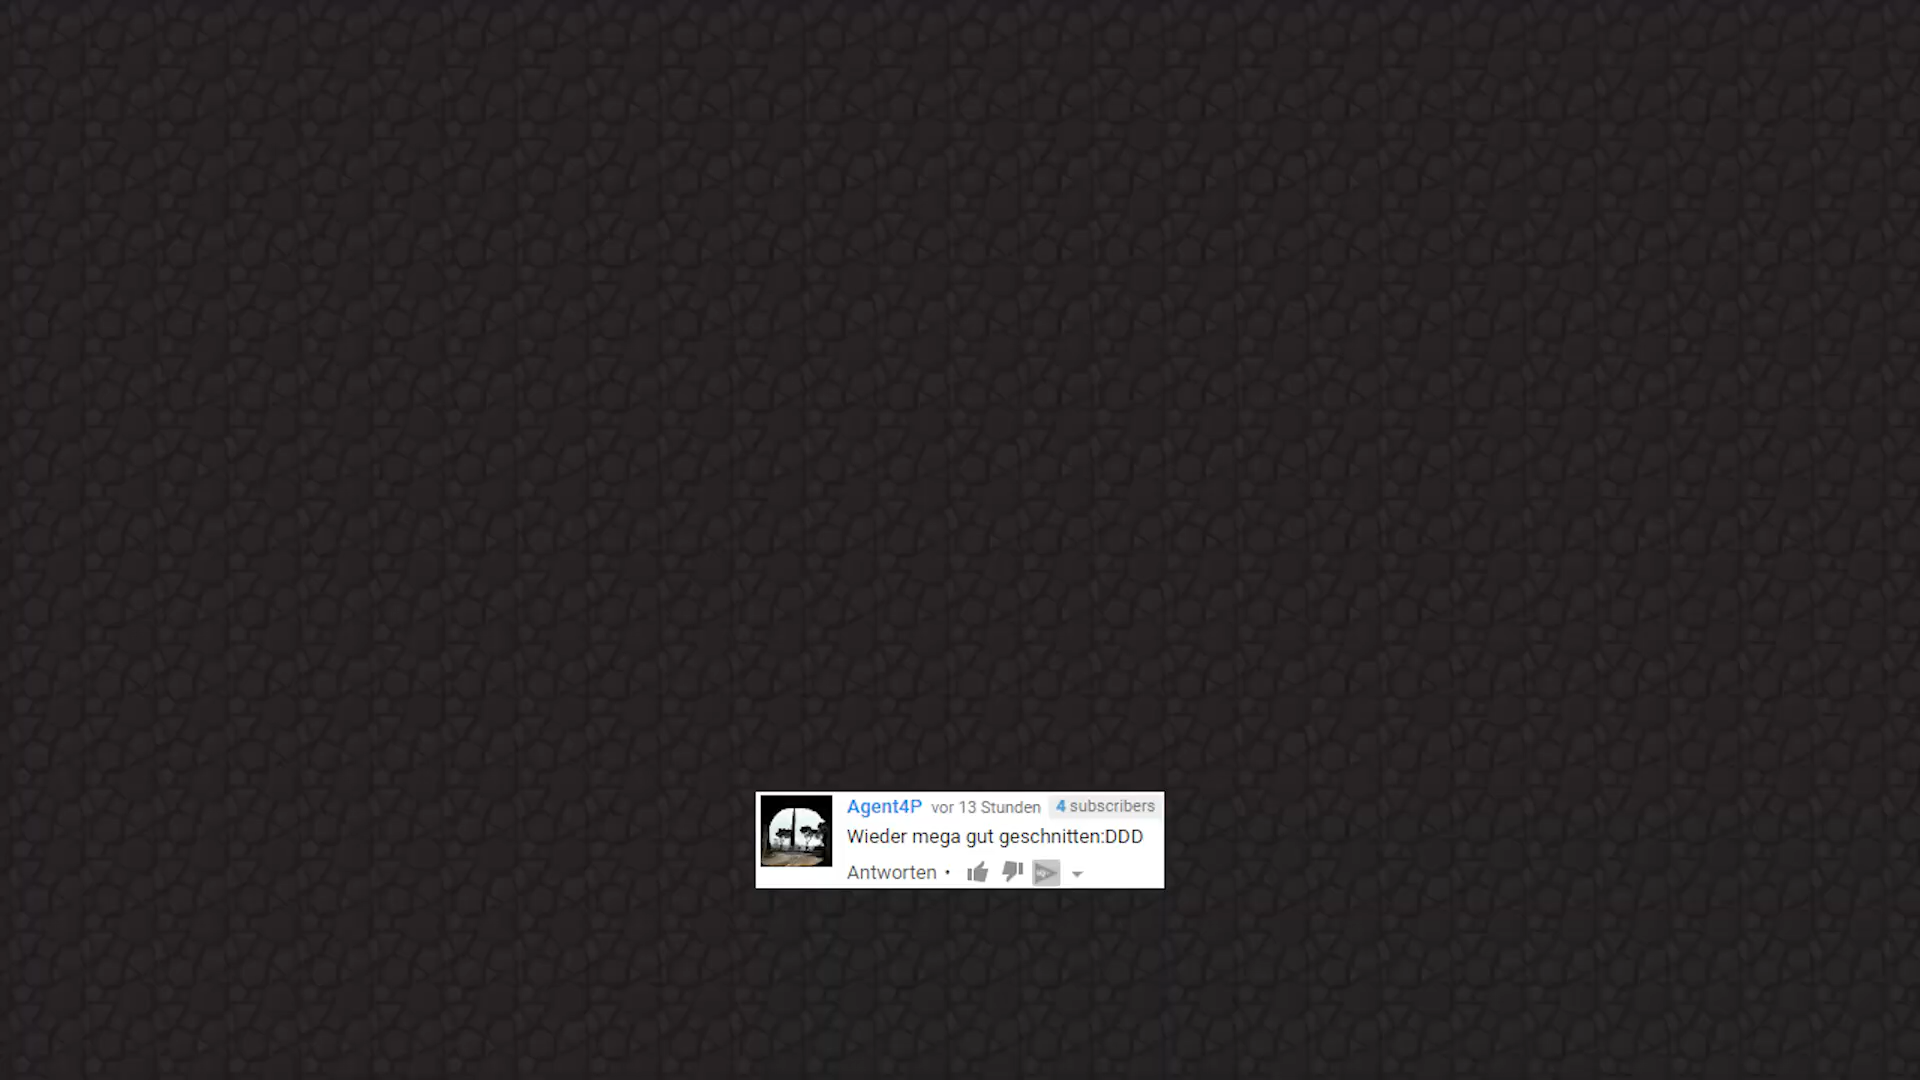 Agent4P vor 13 Stunden 4 subscribers
Wieder mega gut geschnitten:DDD
Antworten •